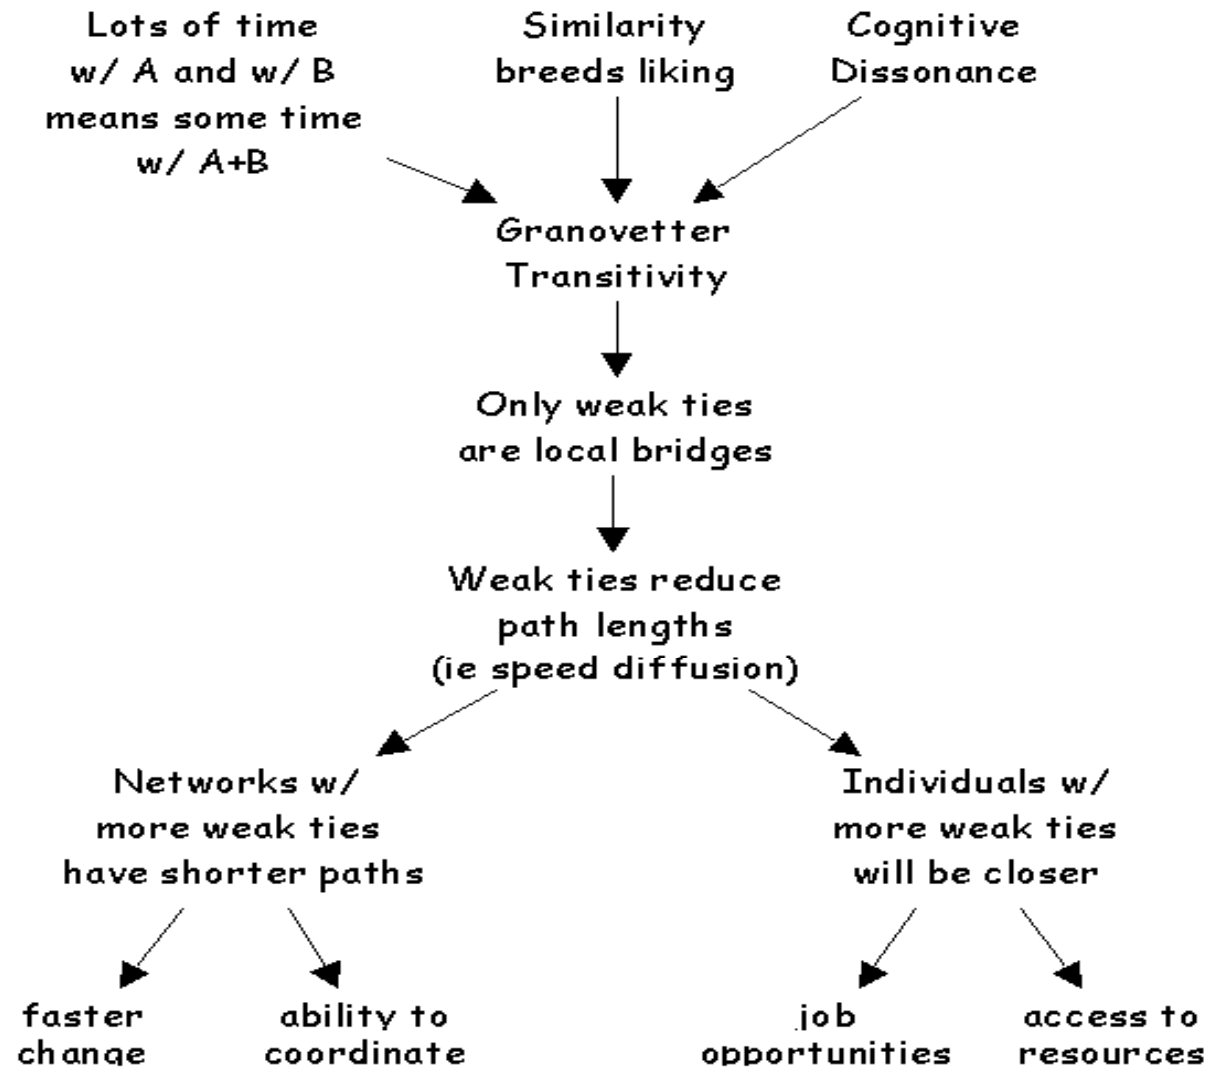 Lots of time
w/ A and w/ B
means some time
w/ A+B
Similarity
breeds liking
Cognitive
Dissonance
Granovetter
Transitivity
Only weak ties
are local bridges
Weak ties reduce
path lengths
(ie speed diffusion)
Networks w/
more weak ties
have shorter paths
Individuals w/
more weak ties
will be closer
faster
change
ability to
coordinate
job
opportunities
access to
resources